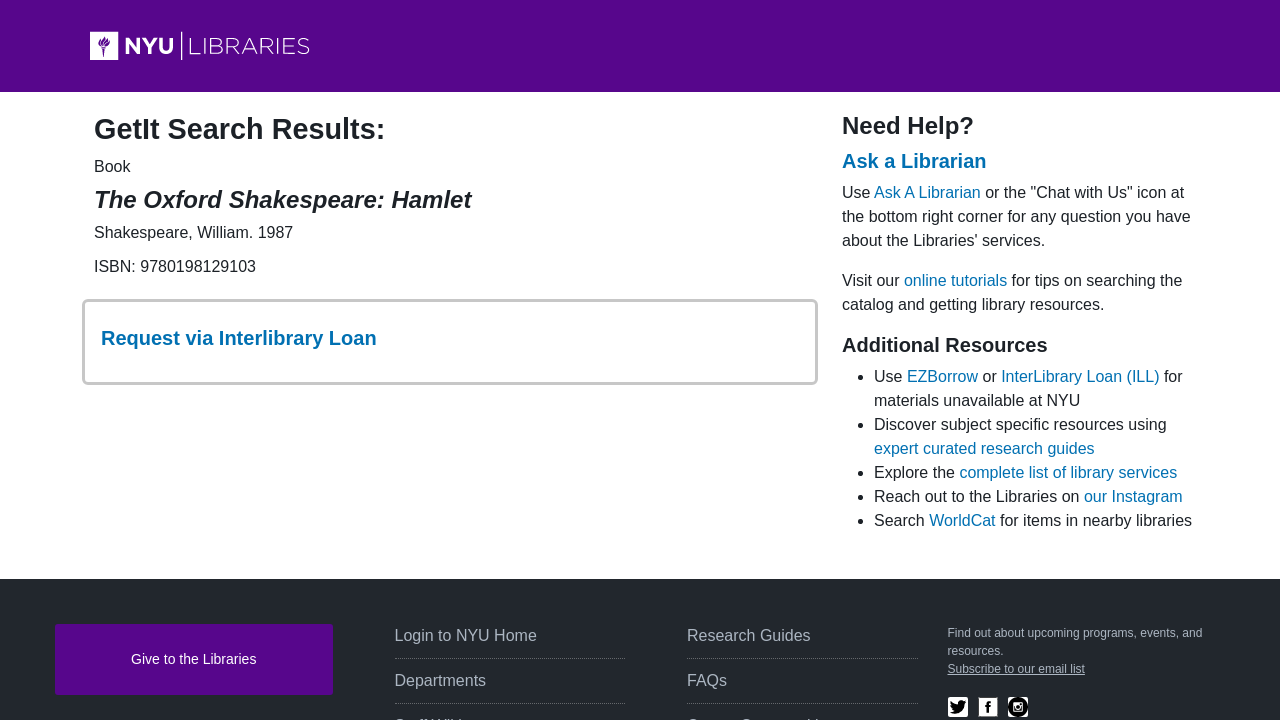 NYU LIBRARIES
GetIt Search Results:
Book
The Oxford Shakespeare: Hamlet
Shakespeare, William. 1987
ISBN: 9780198129103
Request via Interlibrary Loan
Need Help?
Ask a Librarian
Use Ask A Librarian or the "Chat with Us" icon at
the bottom right corner for any question you have
about the Libraries' services.
Visit our online tutorials for tips on searching the
catalog and getting library resources.
Additional Resources
Use EZBorrow or InterLibrary Loan (ILL) for
materials unavailable at NYU
Discover subject specific resources using
expert curated research guides
Explore the complete list of library services
Reach out to the Libraries on our Instagram
Search WorldCat for items in nearby libraries
Give to the Libraries
Login to NYU Home
Departments
Research Guides
FAQs
Find out about upcoming programs, events, and
resources.
Subscribe to our email list